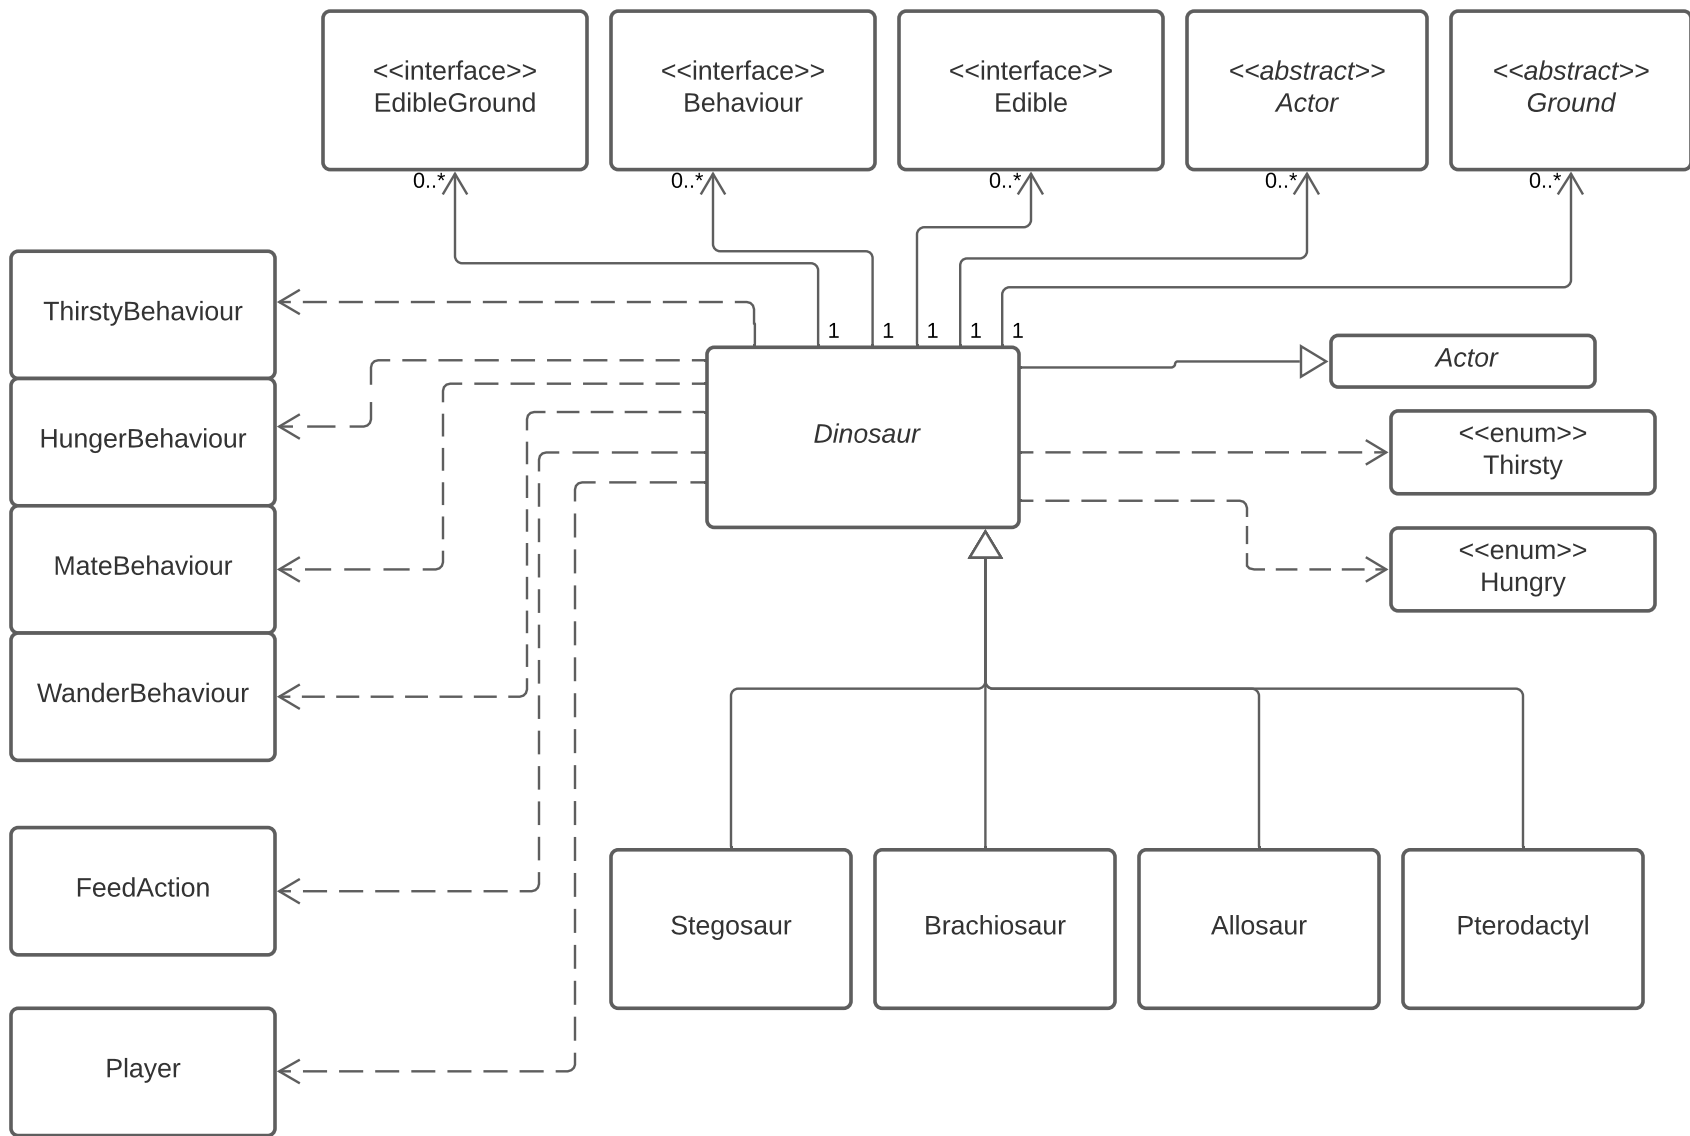 <<interface>>
EdibleGround
<<interface>>
Behaviour
<<interface>>
Edible
<<abstract>>
Actor
<<abstract>>
Ground
0..*
0..*
0..*
0..*
0..*
ThirstyBehaviour
HungerBehaviour
MateBehaviour
WanderBehaviour
FeedAction
Player
1
1
1
1
1
Dinosaur
Actor
<<enum>>
Thirsty
<<enum>>
Hungry
Stegosaur
Brachiosaur
Allosaur
Pterodactyl